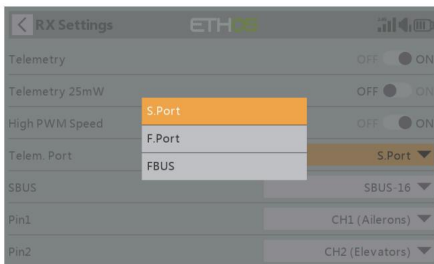 RX Settings ETHOS
Telemetry OFF ON
Telemetry 25mW OFF ON
High PWM Speed OFF ON
S.Port
F.Port
FBUS
Telem. Port S.Port
SBUS SBUS-16
Pin1 CH1 (Ailerons)
Pin2 CH2 (Elevators)